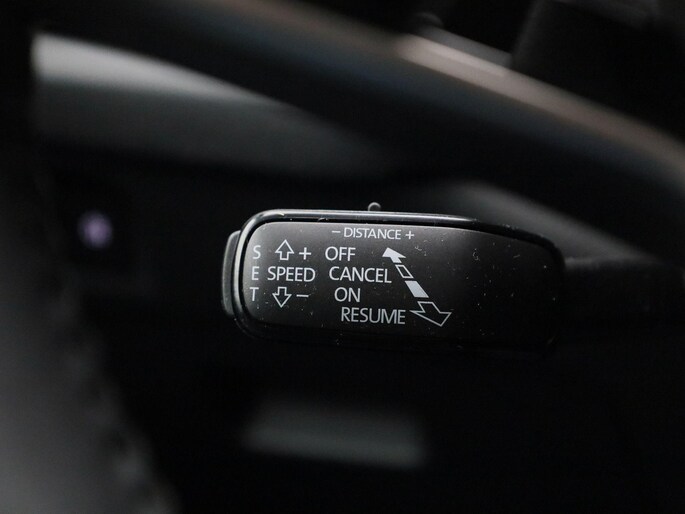 − DISTANCE +
S + OFF
E SPEED CANCEL
T − ON
RESUME